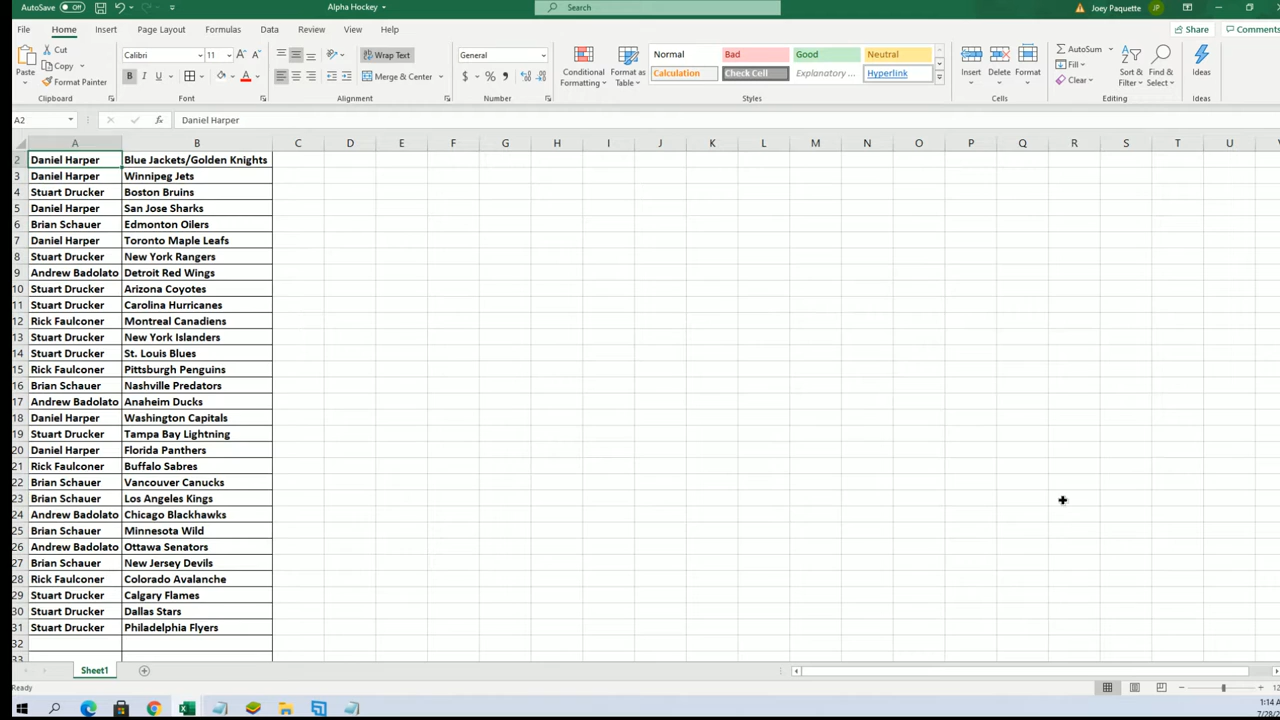 AutoSave Off Alpha Hockey Search Joey Paquette JP
File Home Insert Page Layout Formulas Data Review View Help Share Comments
Paste Cut Copy Format Painter Clipboard
Calibri 11 B I U A A Font
Wrap Text Merge & Center Alignment
General $ % , Number
Conditional Formatting Format as Table Normal Bad Good Neutral
Calculation Check Cell Explanatory ... Hyperlink Styles
Insert Delete Format Cells
AutoSum Fill Clear Sort & Filter Find & Select Editing
Ideas Ideas
A2 fx Daniel Harper
A B C D E F G H I J K L M N O P Q R S T U
2 Daniel Harper Blue Jackets/Golden Knights
3 Daniel Harper Winnipeg Jets
4 Stuart Drucker Boston Bruins
5 Daniel Harper San Jose Sharks
6 Brian Schauer Edmonton Oilers
7 Daniel Harper Toronto Maple Leafs
8 Stuart Drucker New York Rangers
9 Andrew Badolato Detroit Red Wings
10 Stuart Drucker Arizona Coyotes
11 Stuart Drucker Carolina Hurricanes
12 Rick Faulconer Montreal Canadiens
13 Stuart Drucker New York Islanders
14 Stuart Drucker St. Louis Blues
15 Rick Faulconer Pittsburgh Penguins
16 Brian Schauer Nashville Predators
17 Andrew Badolato Anaheim Ducks
18 Daniel Harper Washington Capitals
19 Stuart Drucker Tampa Bay Lightning
20 Daniel Harper Florida Panthers
21 Rick Faulconer Buffalo Sabres
22 Brian Schauer Vancouver Canucks
23 Brian Schauer Los Angeles Kings
24 Andrew Badolato Chicago Blackhawks
25 Brian Schauer Minnesota Wild
26 Andrew Badolato Ottawa Senators
27 Brian Schauer New Jersey Devils
28 Rick Faulconer Colorado Avalanche
29 Stuart Drucker Calgary Flames
30 Stuart Drucker Dallas Stars
31 Stuart Drucker Philadelphia Flyers
32
33
Sheet1
Ready
1:14
7/28/2